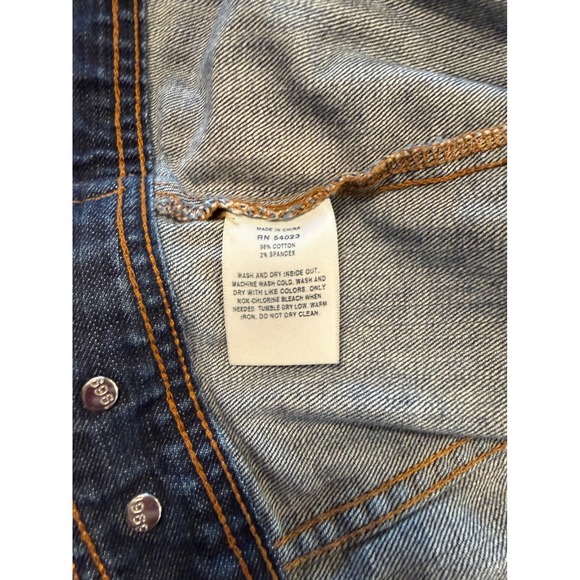 MADE IN CHINA
RN 54023
98% COTTON
2% SPANDEX
WASH AND DRY INSIDE OUT.
MACHINE WASH COLD. WASH AND
DRY WITH LIKE COLORS. ONLY
NON-CHLORINE BLEACH WHEN
NEEDED. TUMBLE DRY LOW. WARM
IRON. DO NOT DRY CLEAN.
1969